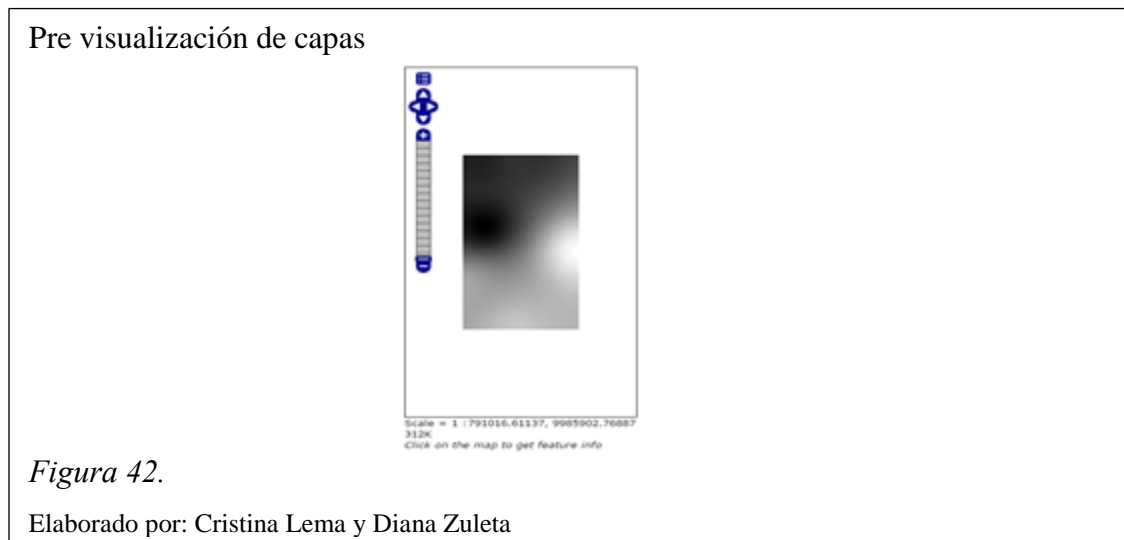 Pre visualización de capas
Scale = 1 : 791016.61137, 9985902.76887
312K
Click on the map to get feature info
Figura 42.
Elaborado por: Cristina Lema y Diana Zuleta